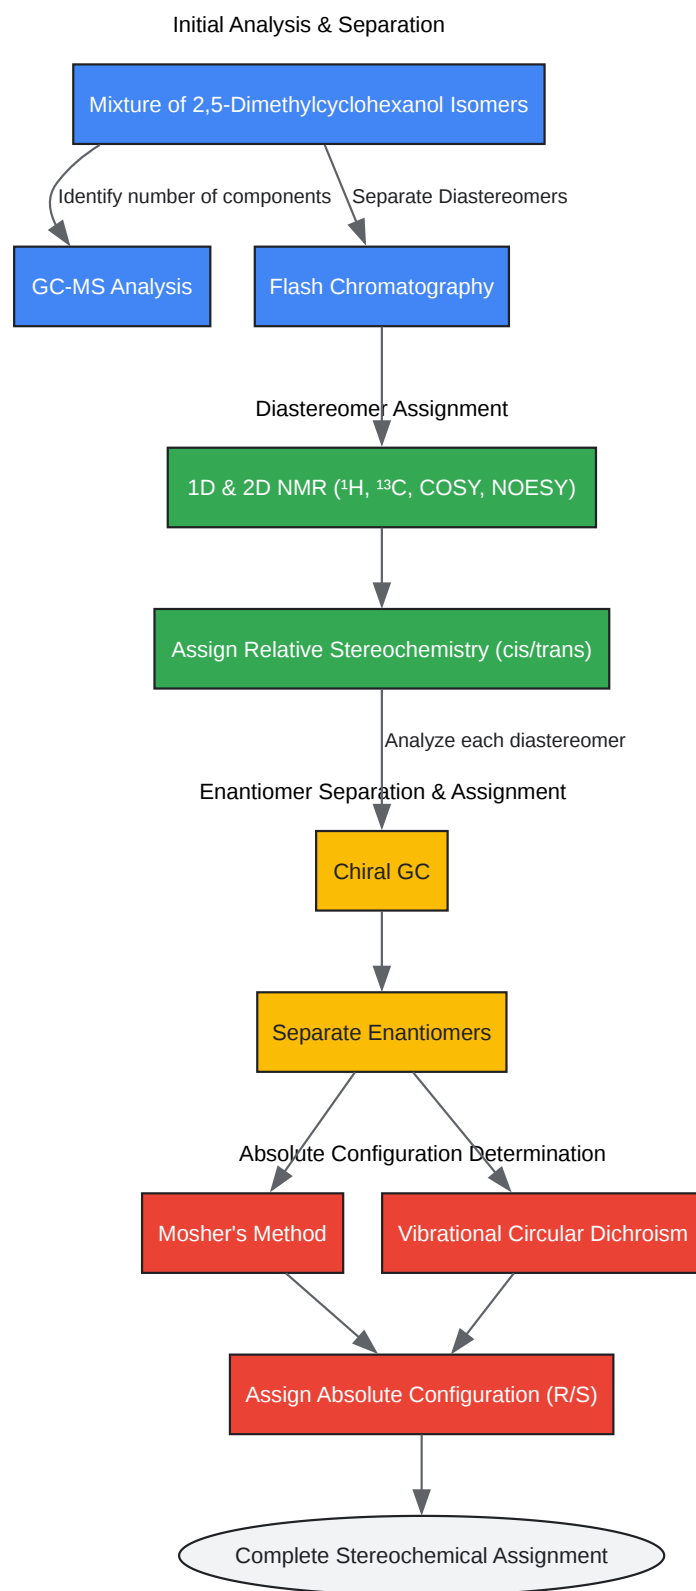 Initial Analysis & Separation
Mixture of 2,5-Dimethylcyclohexanol Isomers
Identify number of components
Separate Diastereomers
GC-MS Analysis
Flash Chromatography
Diastereomer Assignment
1D & 2D NMR (¹H, ¹³C, COSY, NOESY)
Assign Relative Stereochemistry (cis/trans)
Analyze each diastereomer
Enantiomer Separation & Assignment
Chiral GC
Separate Enantiomers
Absolute Configuration Determination
Mosher's Method
Vibrational Circular Dichroism
Assign Absolute Configuration (R/S)
Complete Stereochemical Assignment